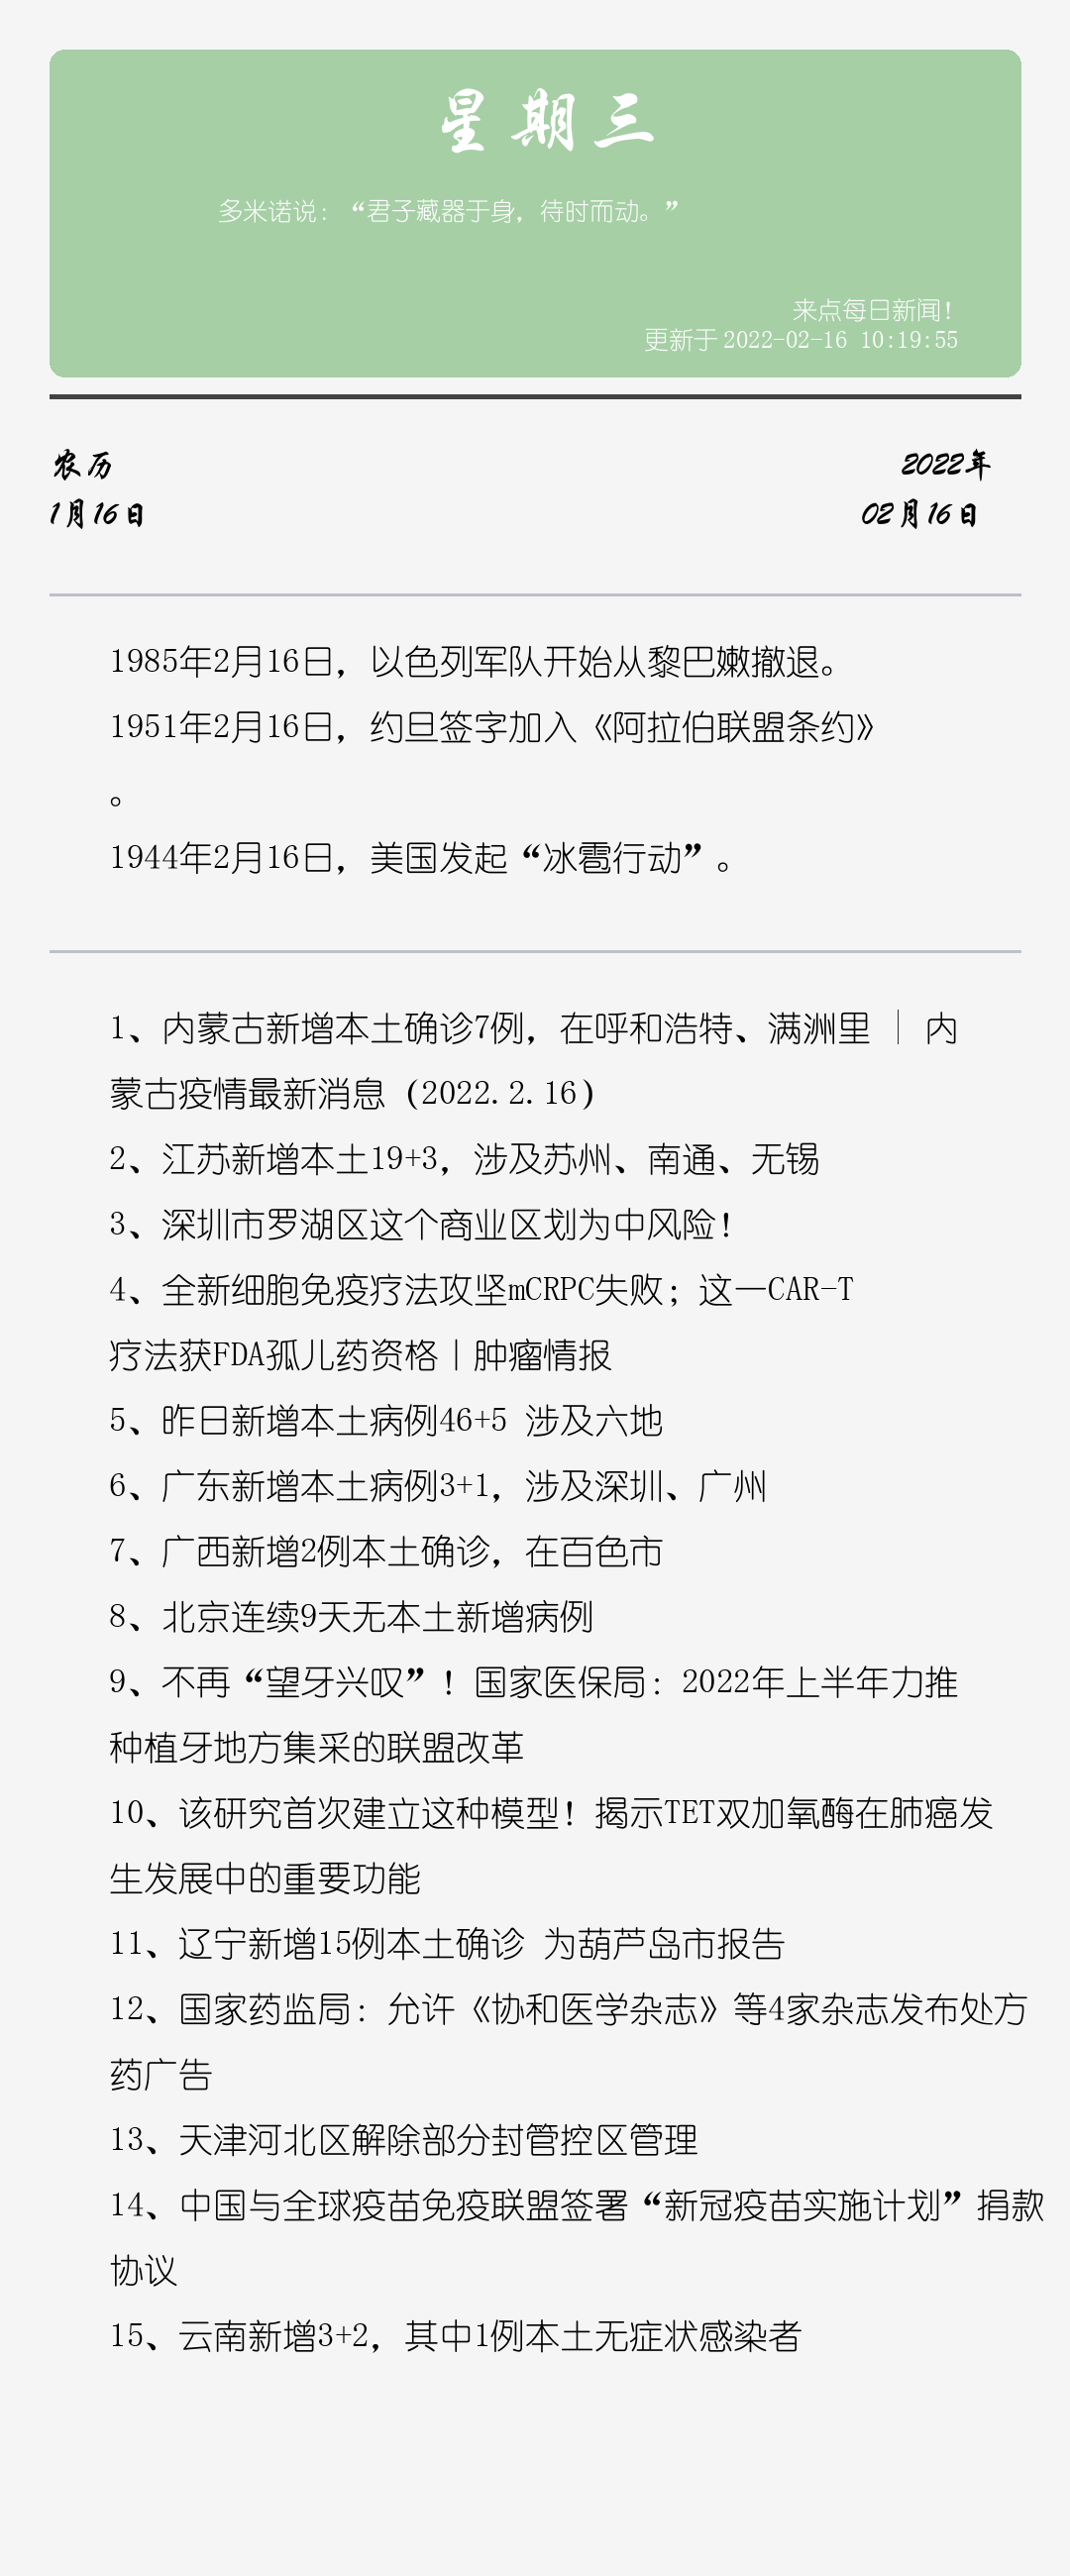 星期三
多米诺说：“君子藏器于身，待时而动。”
来点每日新闻！
更新于 2022-02-16 10:19:55
农历
2022年
1月16日
02月16日
1985年2月16日，以色列军队开始从黎巴嫩撤退。
1951年2月16日，约旦签字加入《阿拉伯联盟条约》
。
1944年2月16日，美国发起“冰雹行动”。
1、内蒙古新增本土确诊7例，在呼和浩特、满洲里 | 内
蒙古疫情最新消息（2022.2.16）
2、江苏新增本土19+3，涉及苏州、南通、无锡
3、深圳市罗湖区这个商业区划为中风险！
4、全新细胞免疫疗法攻坚mCRPC失败；这一CAR-T
疗法获FDA孤儿药资格丨肿瘤情报
5、昨日新增本土病例46+5 涉及六地
6、广东新增本土病例3+1，涉及深圳、广州
7、广西新增2例本土确诊，在百色市
8、北京连续9天无本土新增病例
9、不再“望牙兴叹”！国家医保局：2022年上半年力推
种植牙地方集采的联盟改革
10、该研究首次建立这种模型！揭示TET双加氧酶在肺癌发
生发展中的重要功能
11、辽宁新增15例本土确诊 为葫芦岛市报告
12、国家药监局：允许《协和医学杂志》等4家杂志发布处方
药广告
13、天津河北区解除部分封管控区管理
14、中国与全球疫苗免疫联盟签署“新冠疫苗实施计划”捐款
协议
15、云南新增3+2，其中1例本土无症状感染者